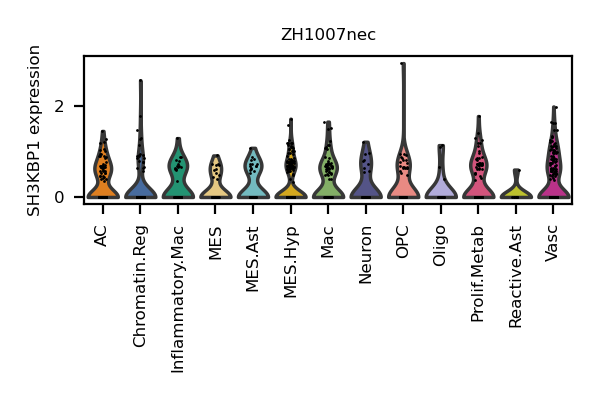 ZH1007nec
SH3KBP1 expression
2
0
AC
Chromatin.Reg
Inflammatory.Mac
MES
MES.Ast
MES.Hyp
Mac
Neuron
OPC
Oligo
Prolif.Metab
Reactive.Ast
Vasc